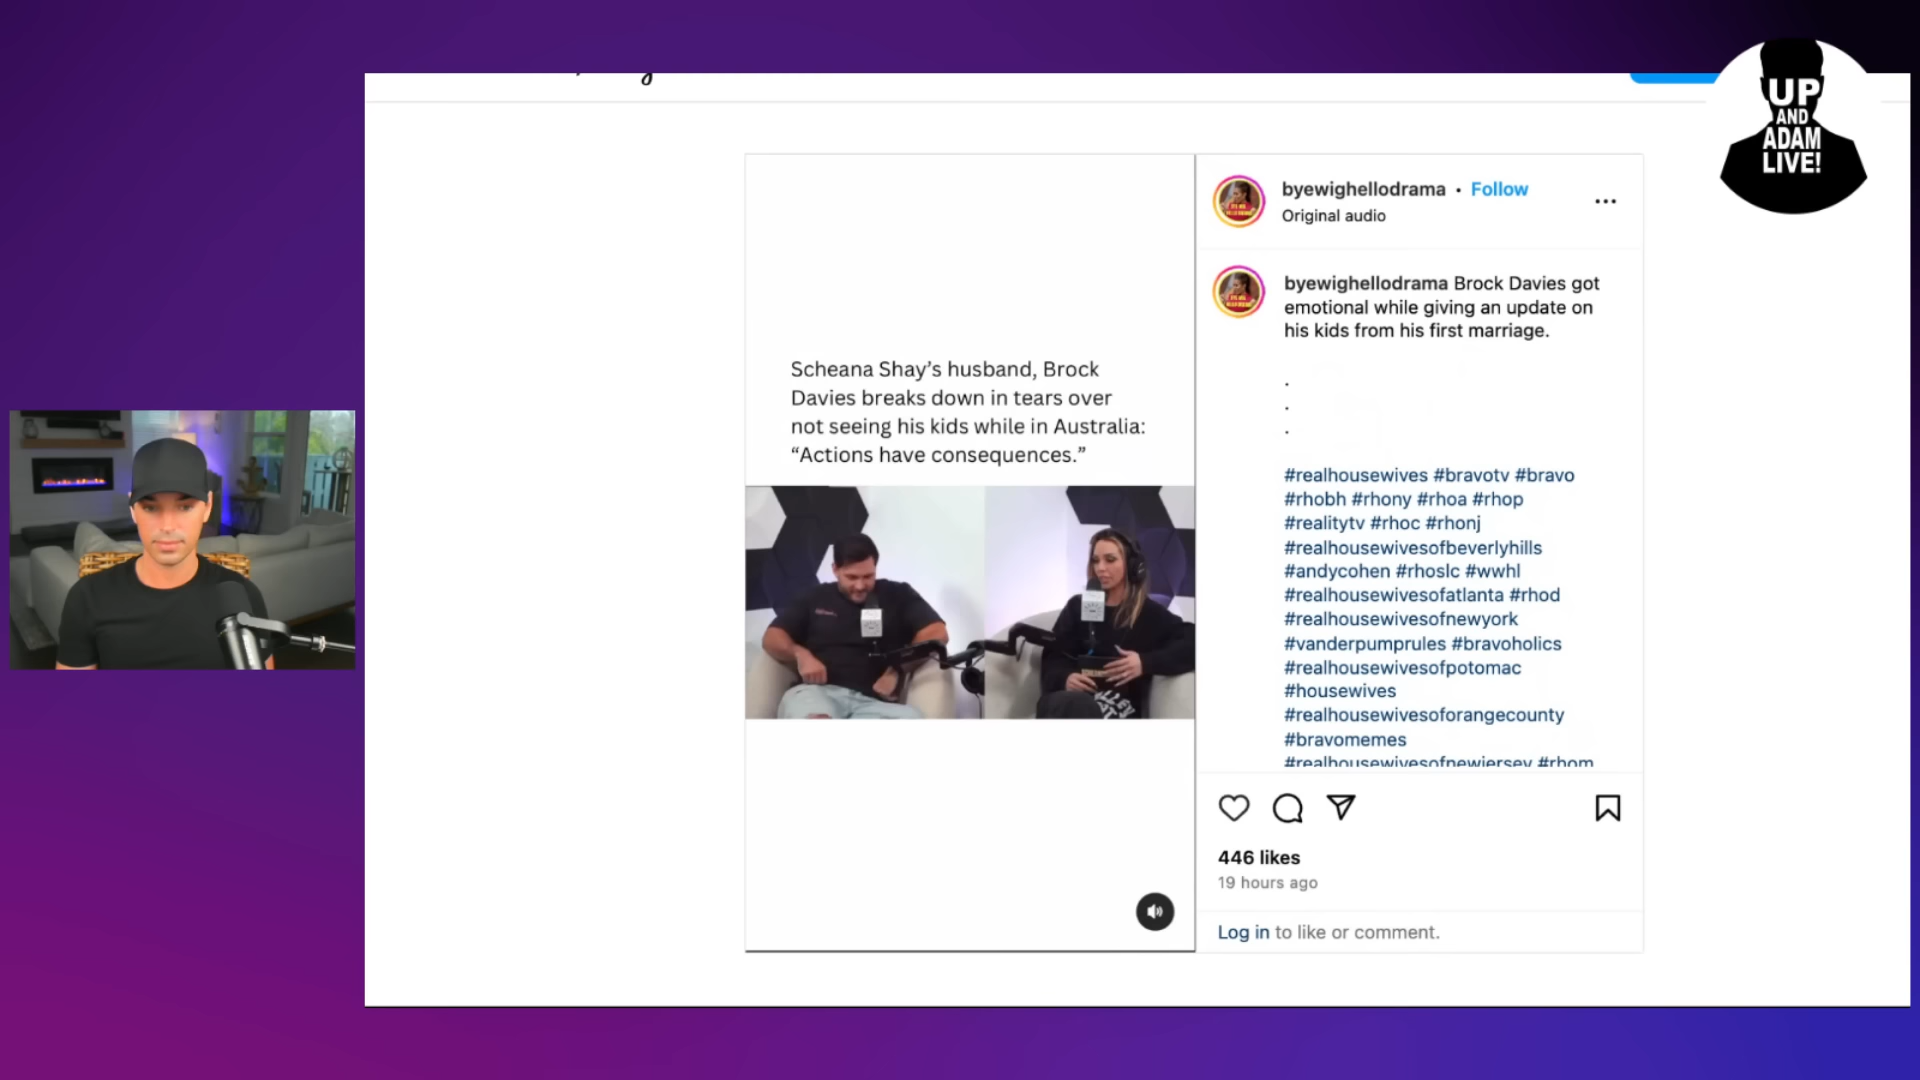 UP
AND
ADAM
LIVE!
byewighellodrama • Follow
Original audio
byewighellodrama Brock Davies got
emotional while giving an update on
his kids from his first marriage.
.
.
.
#realhousewives #bravotv #bravo
#rhobh #rhony #rhoa #rhop
#realitytv #rhoc #rhonj
#realhousewivesofbeverlyhills
#andycohen #rhoslc #wwhl
#realhousewivesofatlanta #rhod
#realhousewivesofnewyork
#vanderpumprules #bravoholics
#realhousewivesofpotomac
#housewives
#realhousewivesoforangecounty
#bravomemes
#realhousewivesofnewjersey #rhom
446 likes
19 hours ago
Log in to like or comment.
Scheana Shay’s husband, Brock
Davies breaks down in tears over
not seeing his kids while in Australia:
“Actions have consequences.”